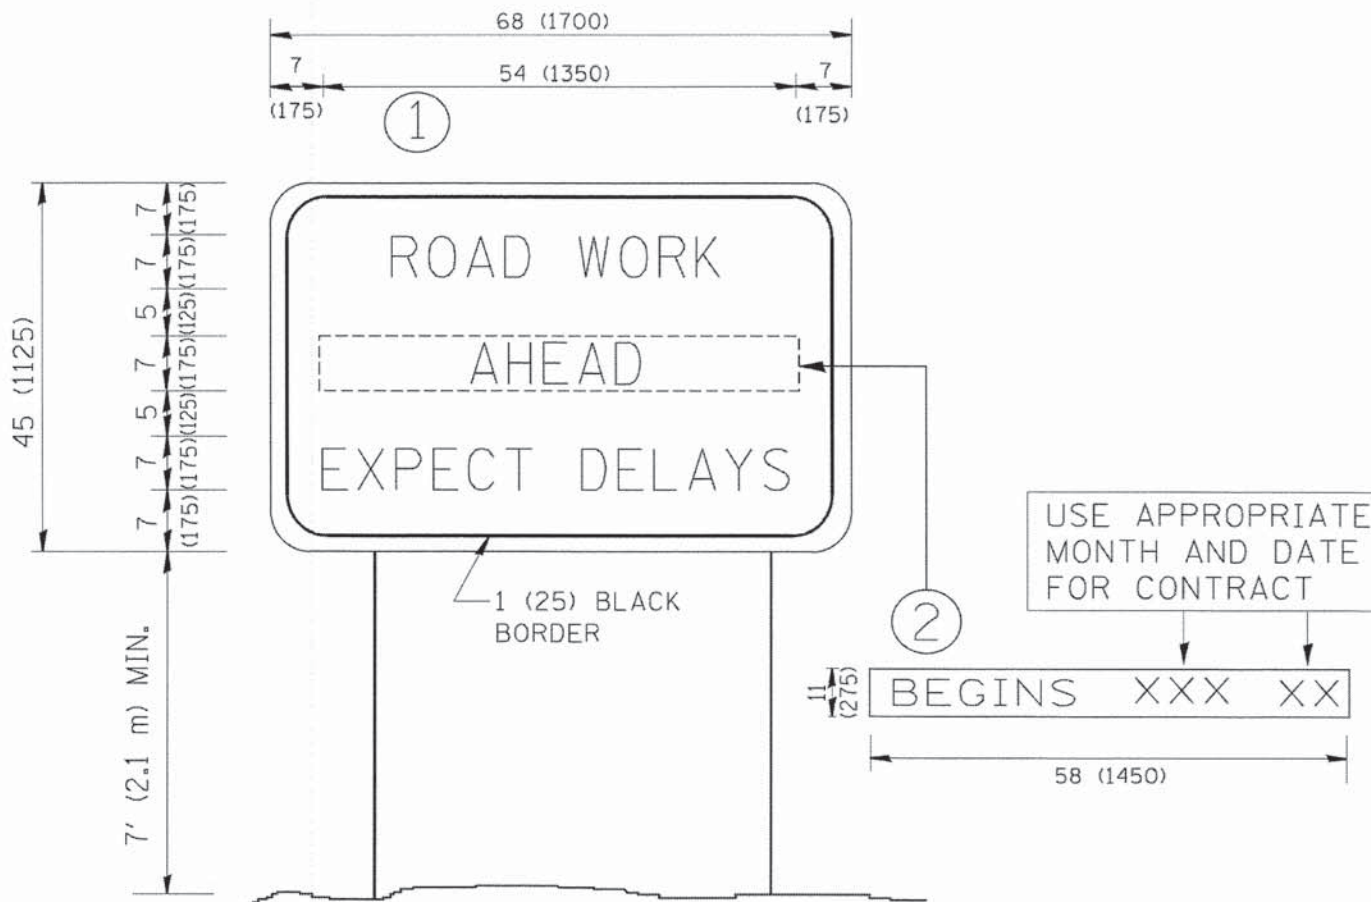 68 (1700)
7
54 (1350)
7
(175)
(175)
1
45 (1125)
7 (175)
7 (175)
5 (125)
7 (175)
5 (125)
7 (175)
7 (175)
ROAD WORK
AHEAD
EXPECT DELAYS
1 (25) BLACK
BORDER
7' (2.1 m) MIN.
2
USE APPROPRIATE
MONTH AND DATE
FOR CONTRACT
11
(275)
BEGINS XXX XX
58 (1450)